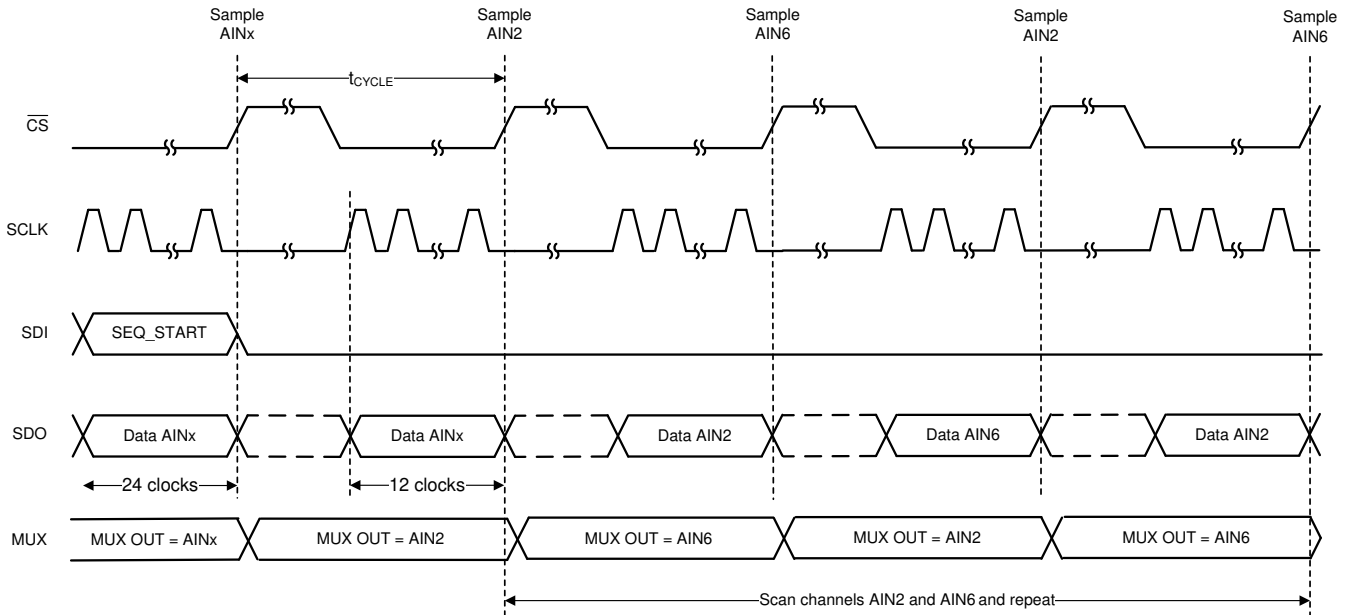 Sample
AINx
Sample
AIN2
Sample
AIN6
Sample
AIN2
Sample
AIN6
tCYCLE
CS
SCLK
SDI
SEQ_START
SDO
Data AINx
Data AINx
Data AIN2
Data AIN6
Data AIN2
24 clocks
12 clocks
MUX
MUX OUT = AINx
MUX OUT = AIN2
MUX OUT = AIN6
MUX OUT = AIN2
MUX OUT = AIN6
Scan channels AIN2 and AIN6 and repeat